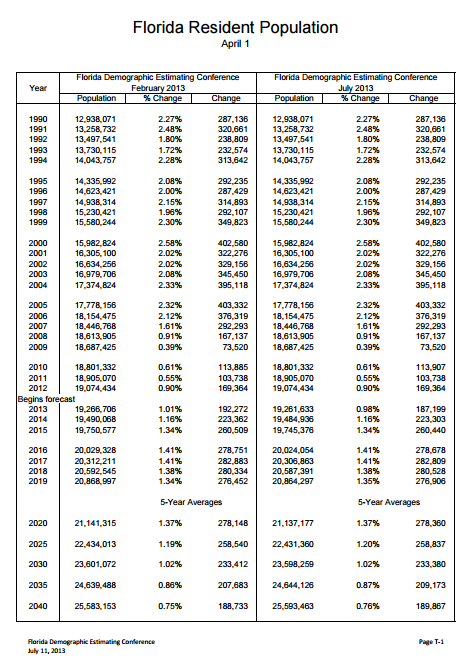 Florida Resident Population
April 1
Florida Demographic Estimating Conference Florida Demographic Estimating Conference
Year February 2013 July 2013
Population % Change Change Population % Change Change
1990 12,938,071 2.27% 287,136 12,938,071 2.27% 287,136
1991 13,258,732 2.48% 320,661 13,258,732 2.48% 320,661
1992 13,497,541 1.80% 238,809 13,497,541 1.80% 238,809
1993 13,730,115 1.72% 232,574 13,730,115 1.72% 232,574
1994 14,043,757 2.28% 313,642 14,043,757 2.28% 313,642
1995 14,335,992 2.08% 292,235 14,335,992 2.08% 292,235
1996 14,623,421 2.00% 287,429 14,623,421 2.00% 287,429
1997 14,938,314 2.15% 314,893 14,938,314 2.15% 314,893
1998 15,230,421 1.96% 292,107 15,230,421 1.96% 292,107
1999 15,580,244 2.30% 349,823 15,580,244 2.30% 349,823
2000 15,982,824 2.58% 402,580 15,982,824 2.58% 402,580
2001 16,305,100 2.02% 322,276 16,305,100 2.02% 322,276
2002 16,634,256 2.02% 329,156 16,634,256 2.02% 329,156
2003 16,979,706 2.08% 345,450 16,979,706 2.08% 345,450
2004 17,374,824 2.33% 395,118 17,374,824 2.33% 395,118
2005 17,778,156 2.32% 403,332 17,778,156 2.32% 403,332
2006 18,154,475 2.12% 376,319 18,154,475 2.12% 376,319
2007 18,446,768 1.61% 292,293 18,446,768 1.61% 292,293
2008 18,613,905 0.91% 167,137 18,613,905 0.91% 167,137
2009 18,687,425 0.39% 73,520 18,687,425 0.39% 73,520
2010 18,801,332 0.61% 113,885 18,801,332 0.61% 113,907
2011 18,905,070 0.55% 103,738 18,905,070 0.55% 103,738
2012 19,074,434 0.90% 169,364 19,074,434 0.90% 169,364
Begins forecast
2013 19,266,706 1.01% 192,272 19,261,633 0.98% 187,199
2014 19,490,068 1.16% 223,362 19,484,936 1.16% 223,303
2015 19,750,577 1.34% 260,509 19,745,376 1.34% 260,440
2016 20,029,328 1.41% 278,751 20,024,054 1.41% 278,678
2017 20,312,211 1.41% 282,883 20,306,863 1.41% 282,809
2018 20,592,545 1.38% 280,334 20,587,391 1.38% 280,528
2019 20,868,997 1.34% 276,452 20,864,297 1.35% 276,906
5-Year Averages 5-Year Averages
2020 21,141,315 1.37% 278,148 21,137,177 1.37% 278,360
2025 22,434,013 1.19% 258,540 22,431,360 1.20% 258,837
2030 23,601,072 1.02% 233,412 23,598,259 1.02% 233,380
2035 24,639,488 0.86% 207,683 24,644,126 0.87% 209,173
2040 25,583,153 0.75% 188,733 25,593,463 0.76% 189,867
Florida Demographic Estimating Conference Page T-1
July 11, 2013